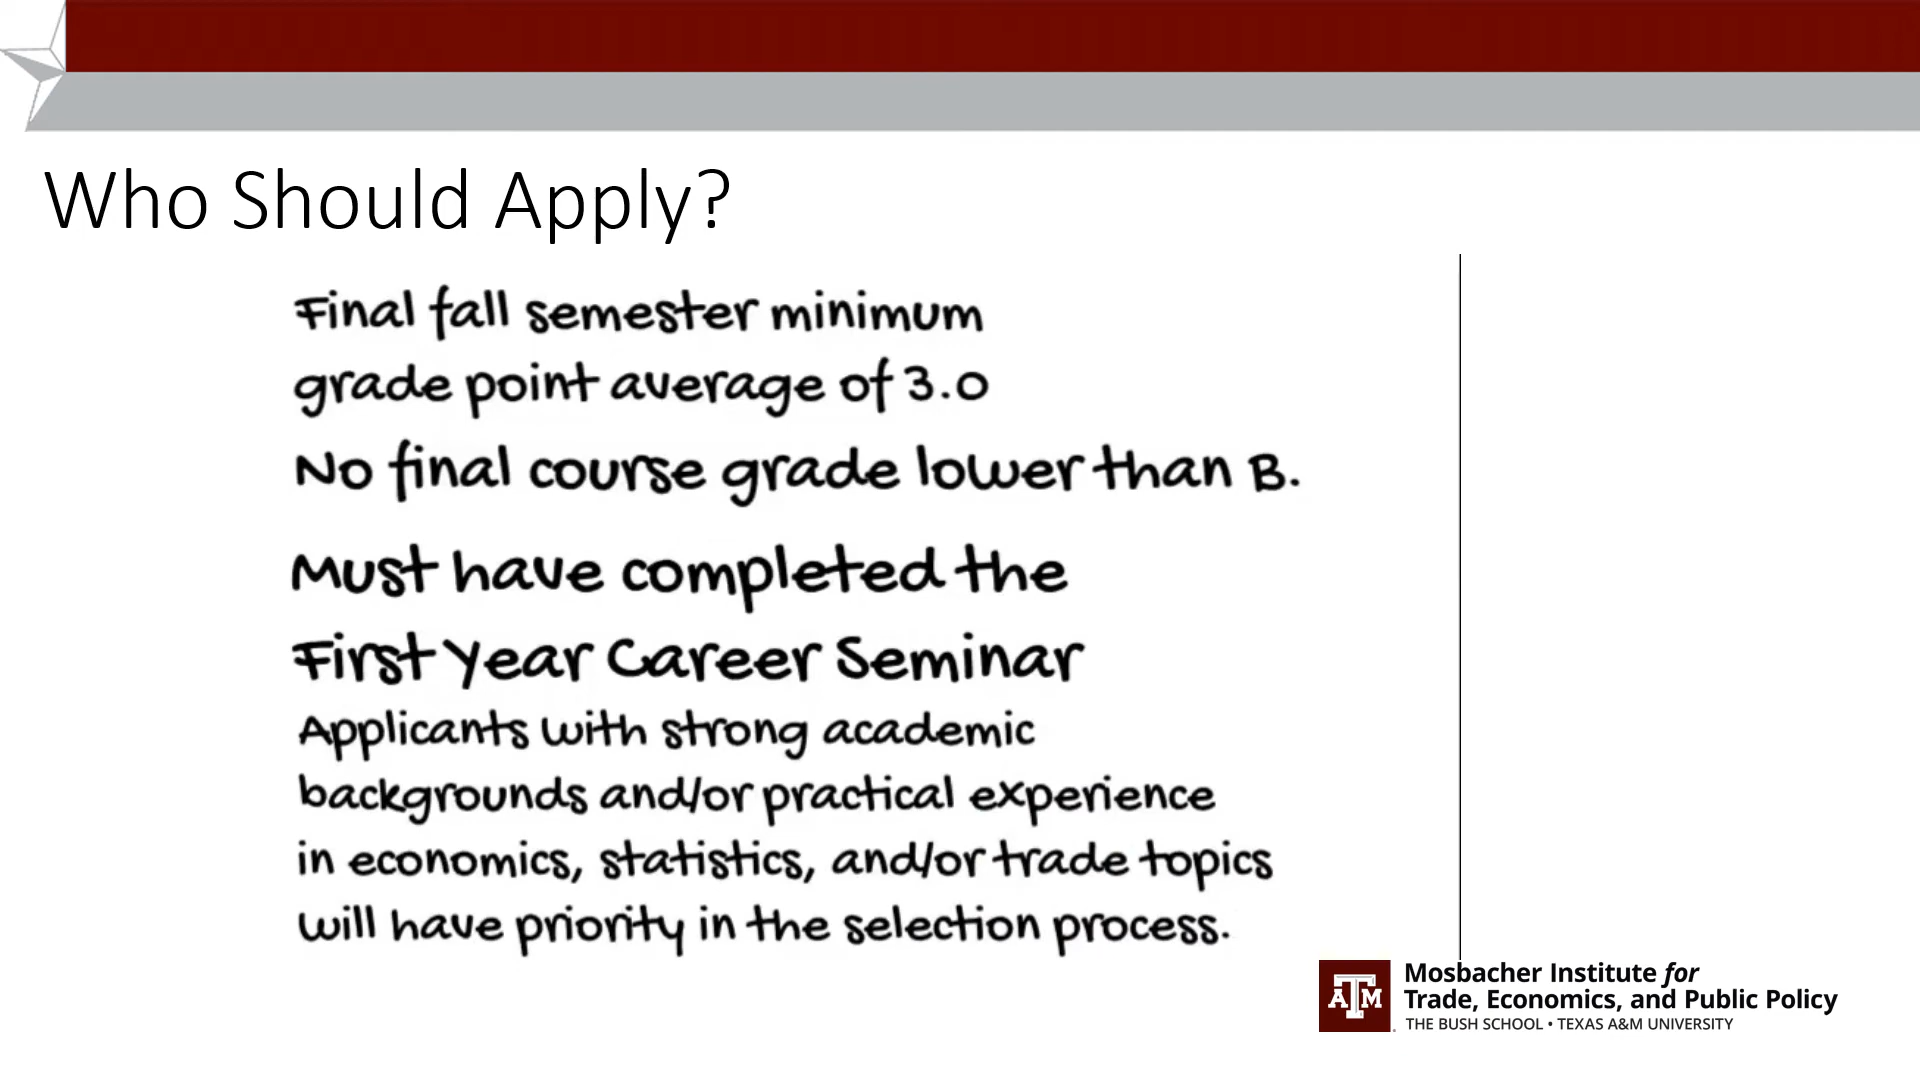 Who Should Apply?
Final fall semester minimum
grade point average of 3.0
No final course grade lower than B.
Must have completed the
First Year Career Seminar
Applicants with strong academic
backgrounds and/or practical experience
in economics, statistics, and/or trade topics
will have priority in the selection process.
ATM
Mosbacher Institute for
Trade, Economics, and Public Policy
THE BUSH SCHOOL • TEXAS A&M UNIVERSITY